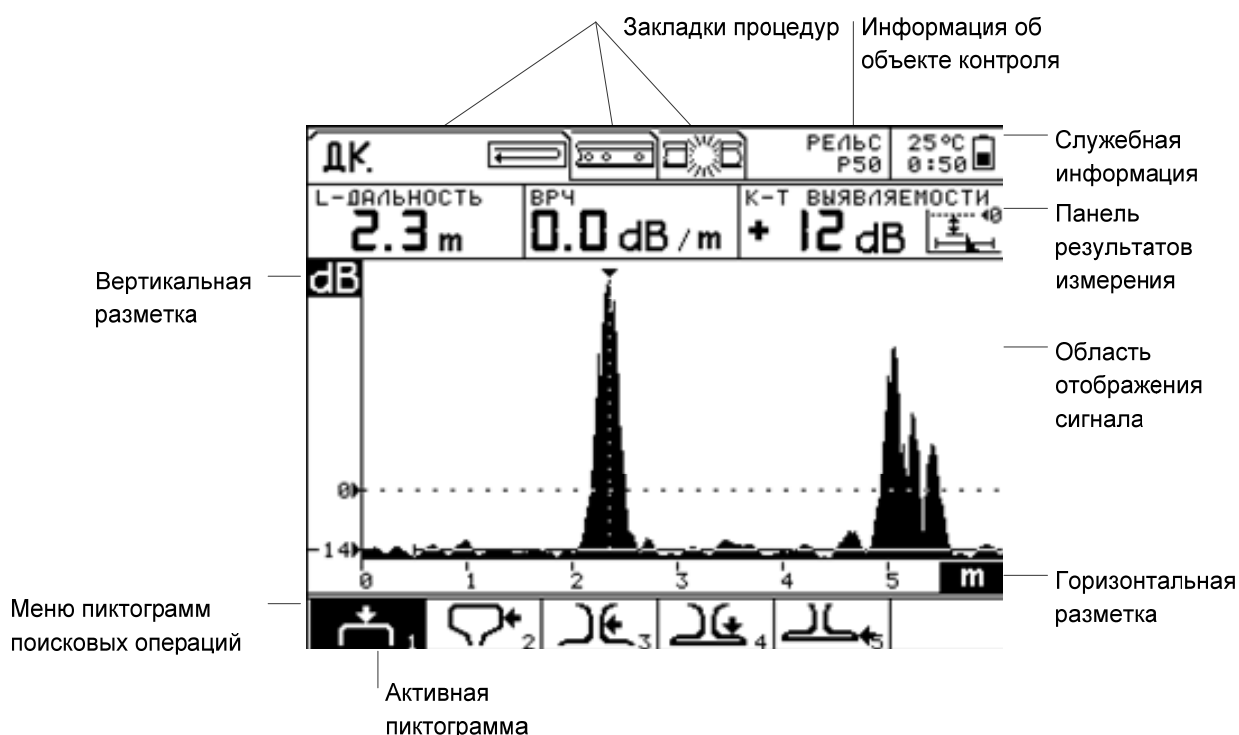 Закладки процедур
Информация об
объекте контроля
ДК.
РЕЛЬС
Р50
25°C
0:50
Служебная
информация
L-ДАЛЬНОСТЬ
2.3 m
ВРЧ
0.0 dB/m
К-Т ВЫЯВЛЯЕМОСТИ
+ 12 dB
0
Панель
результатов
измерения
Вертикальная
разметка
dB
Область
отображения
сигнала
0
-14
0 1 2 3 4 5 m
Горизонтальная
разметка
Меню пиктограмм
поисковых операций
1 2 3 4 5
Активная
пиктограмма